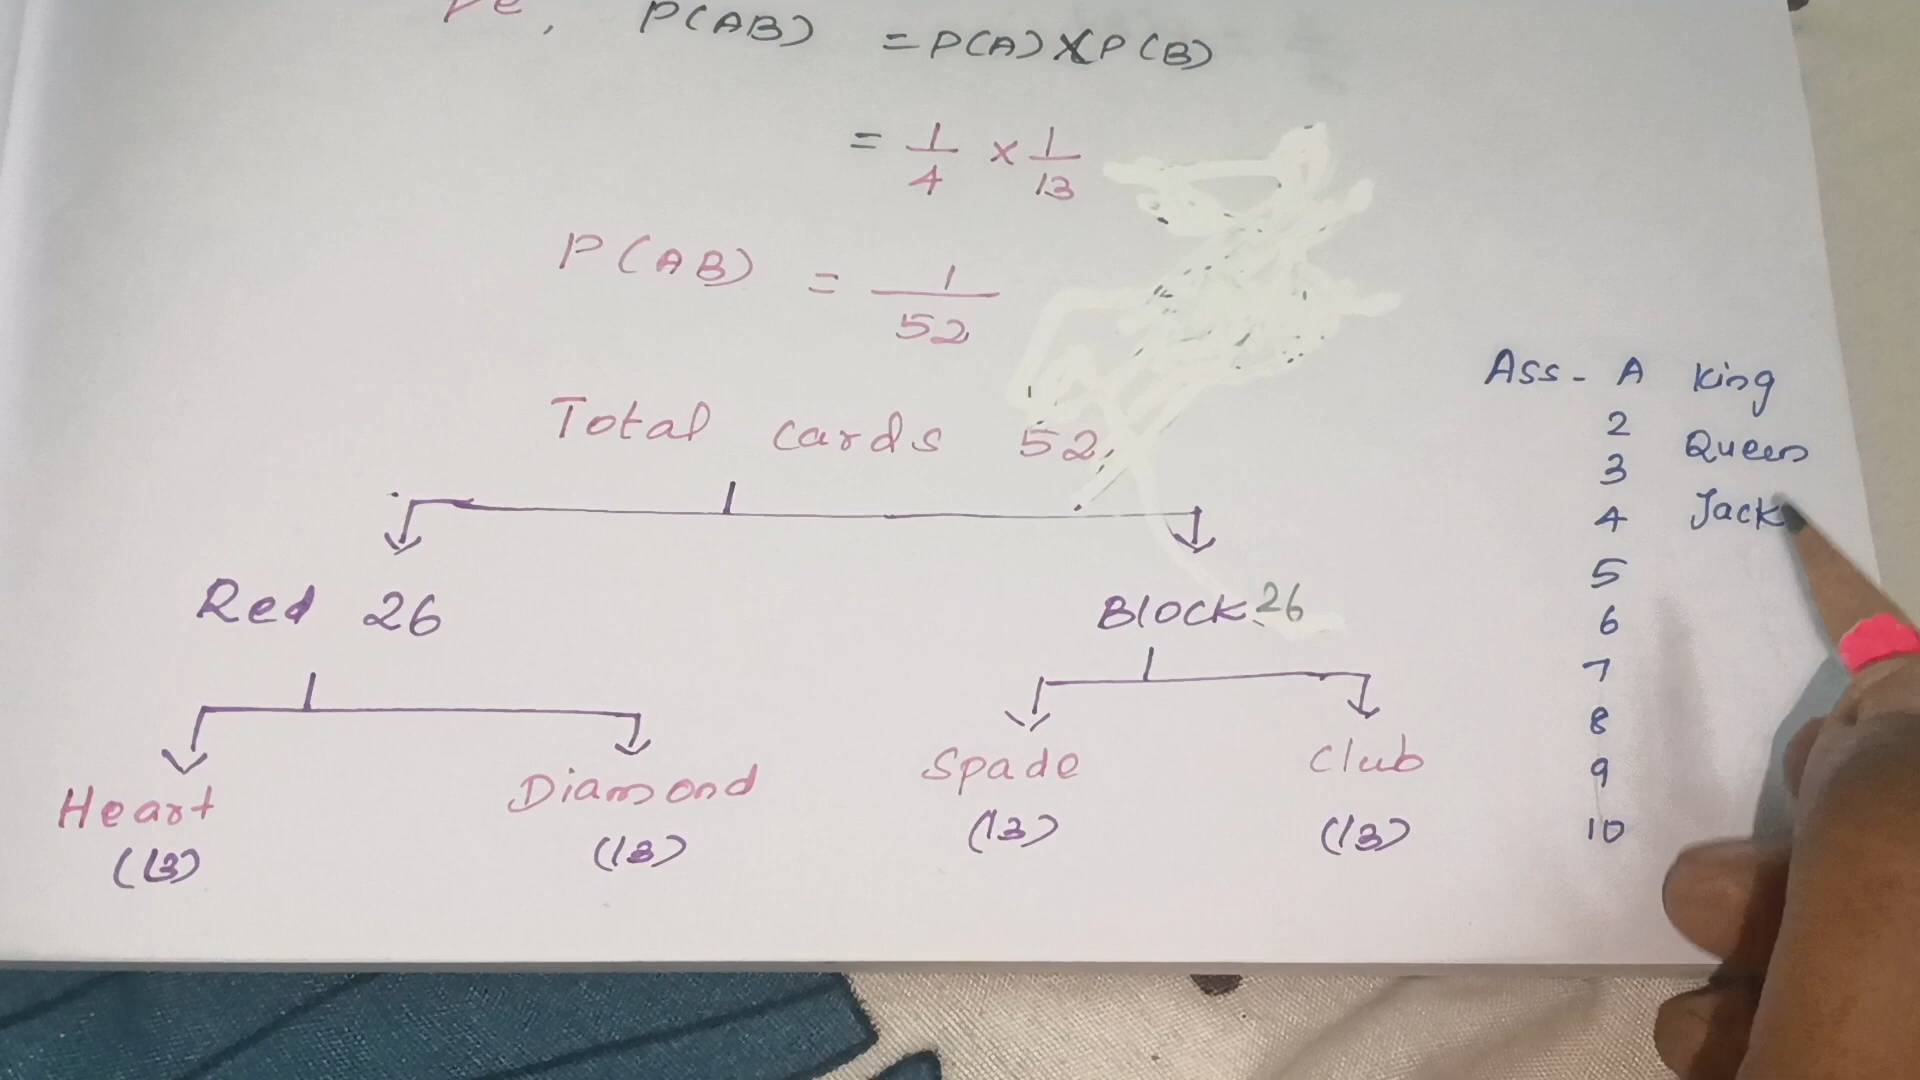 P(AB) = P(A) X P(B)
= 1/4 × 1/13
P(AB) = 1/52
Total cards 52,
Red 26
Block 26
Heart
(13)
Diamond
(13)
Spade
(13)
Club
(13)
Ass - A
2
3
4
5
6
7
8
9
10
King
Queen
Jack